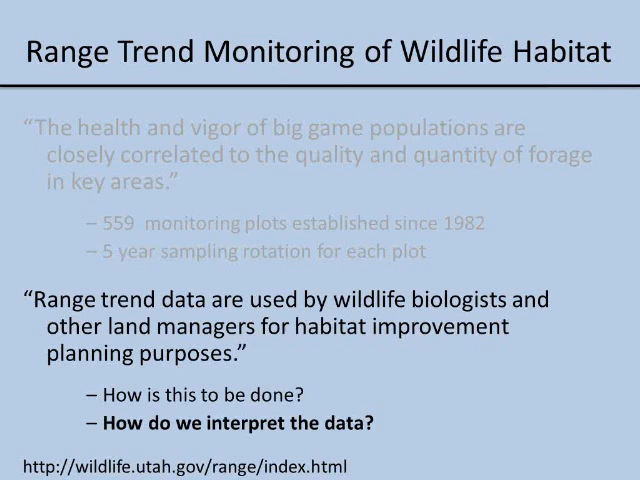 Range Trend Monitoring of Wildlife Habitat
“The health and vigor of big game populations are
closely correlated to the quality and quantity of forage
in key areas.”
– 559 monitoring plots established since 1982
– 5 year sampling rotation for each plot
“Range trend data are used by wildlife biologists and
other land managers for habitat improvement
planning purposes.”
– How is this to be done?
– How do we interpret the data?
http://wildlife.utah.gov/range/index.html